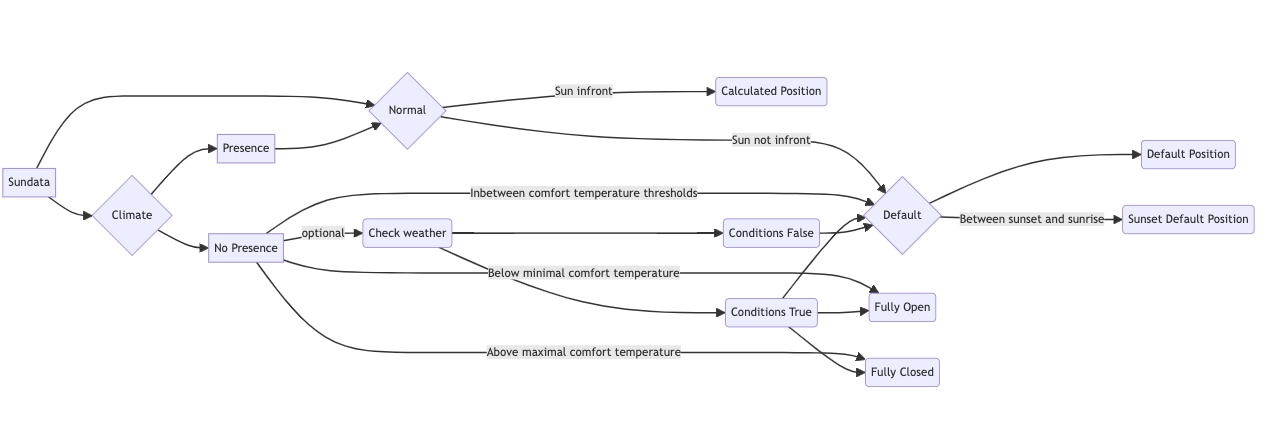 Sun infront
Calculated Position
Normal
Sun not infront
Presence
Default Position
Sundata
Inbetween comfort temperature thresholds
Climate
Default
Between sunset and sunrise
Sunset Default Position
optional
Check weather
Conditions False
No Presence
Below minimal comfort temperature
Fully Open
Conditions True
Above maximal comfort temperature
Fully Closed